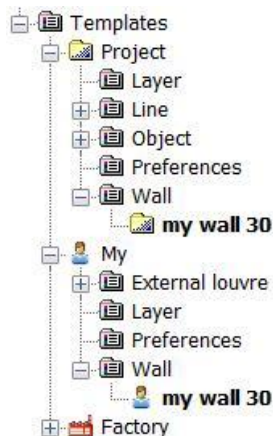 Templates
Project
Layer
Line
Object
Preferences
Wall
my wall 30
My
External louvre
Layer
Preferences
Wall
my wall 30
Factory